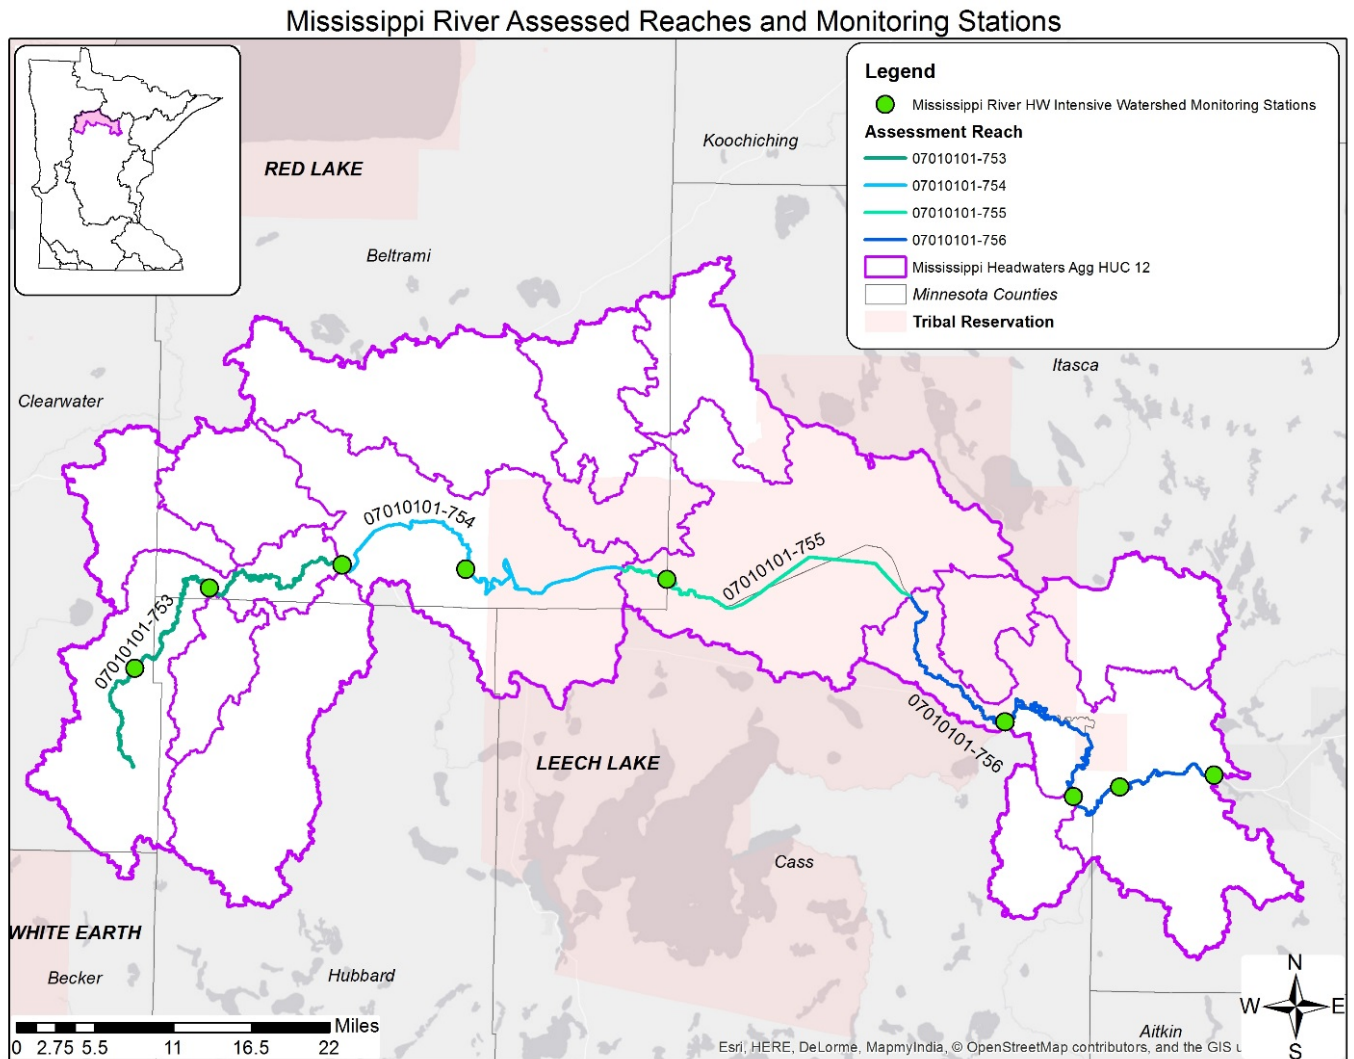 Mississippi River Assessed Reaches and Monitoring Stations
Legend
Mississippi River HW Intensive Watershed Monitoring Stations
Assessment Reach
07010101-753
07010101-754
07010101-755
07010101-756
Mississippi Headwaters Agg HUC 12
Minnesota Counties
Tribal Reservation
Koochiching
RED LAKE
Beltrami
Itasca
Clearwater
07010101-754
07010101-755
07010101-753
07010101-756
LEECH LAKE
Cass
WHITE EARTH
Becker
Hubbard
Aitkin
N
W E
S
Miles
0 2.75 5.5 11 16.5 22
Esri, HERE, DeLorme, MapmyIndia, © OpenStreetMap contributors, and the GIS